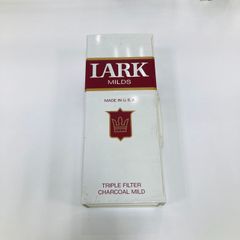 LARK
MILDS
MADE IN U.S.A.
TRIPLE FILTER
CHARCOAL MILD